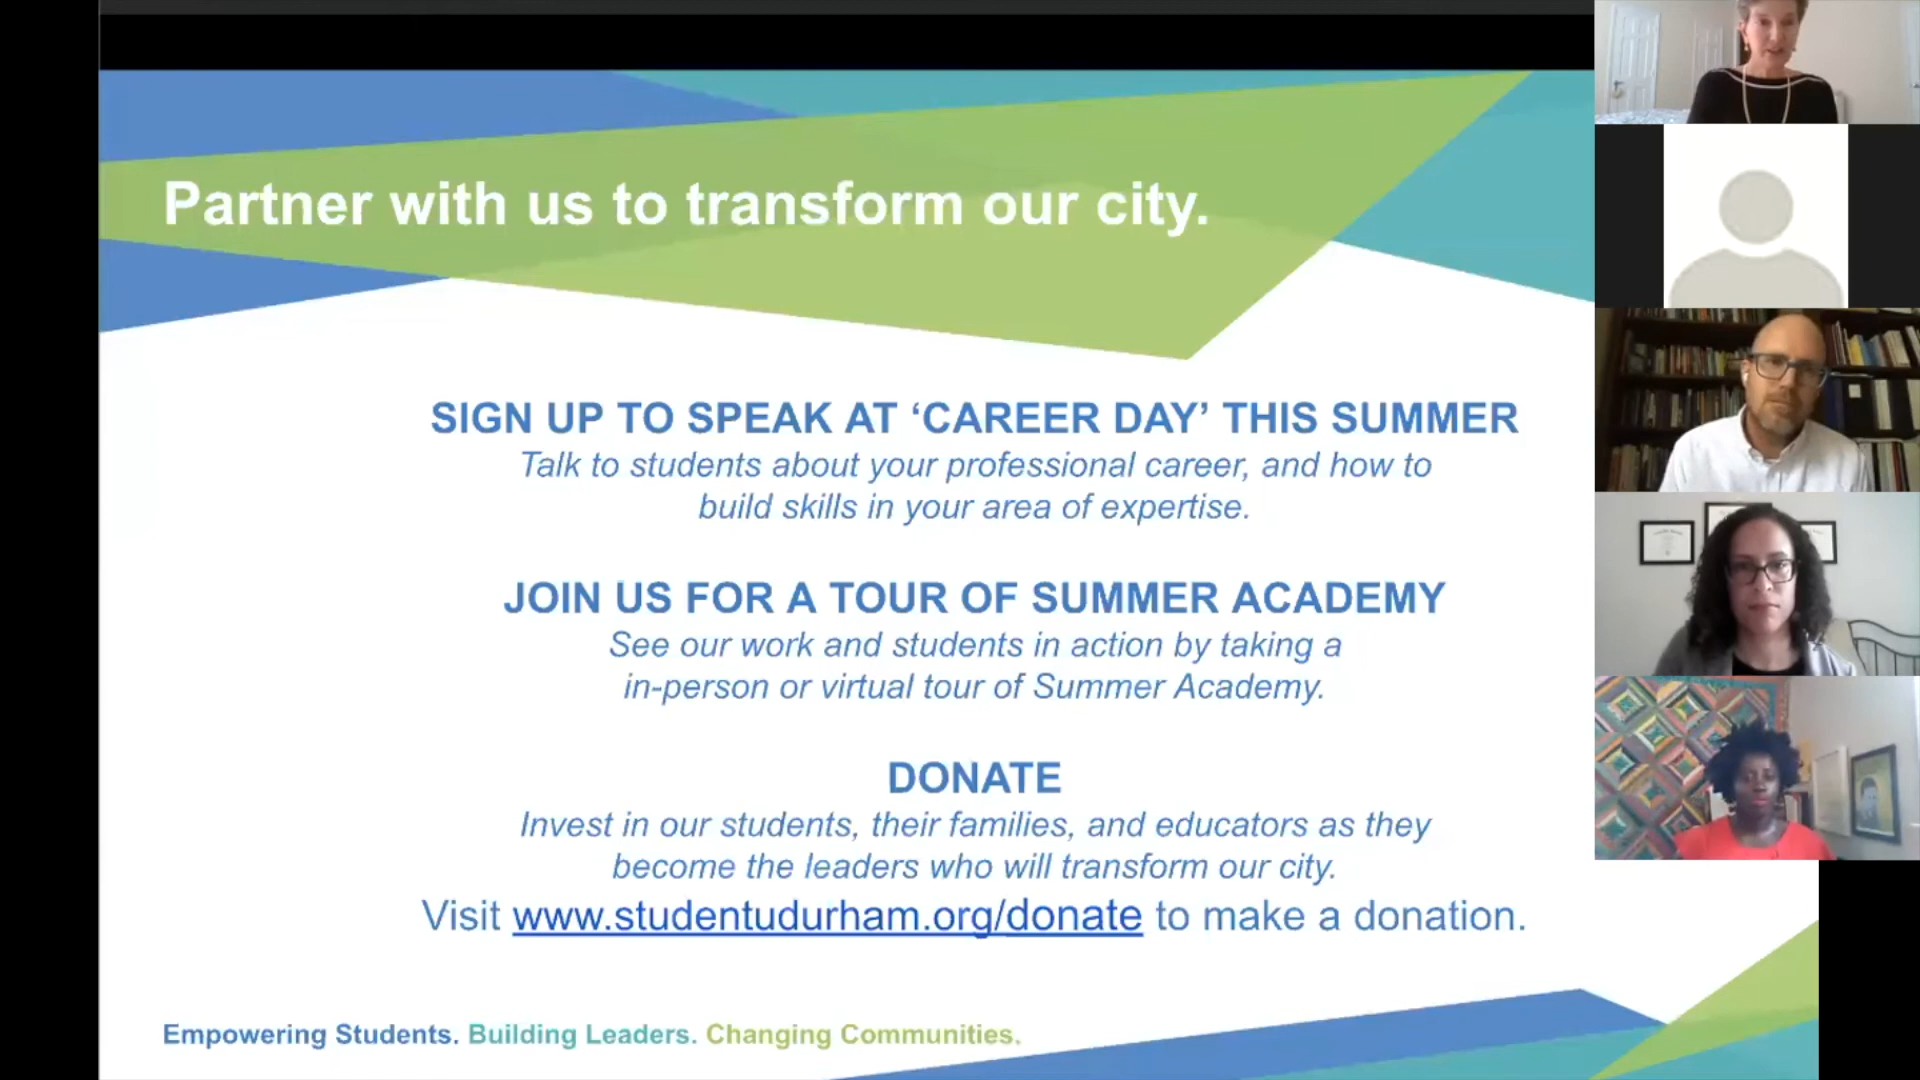 Partner with us to transform our city.
SIGN UP TO SPEAK AT ‘CAREER DAY’ THIS SUMMER
Talk to students about your professional career, and how to
build skills in your area of expertise.
JOIN US FOR A TOUR OF SUMMER ACADEMY
See our work and students in action by taking a
in-person or virtual tour of Summer Academy.
DONATE
Invest in our students, their families, and educators as they
become the leaders who will transform our city.
Visit www.studentudurham.org/donate to make a donation.
Empowering Students. Building Leaders. Changing Communities.